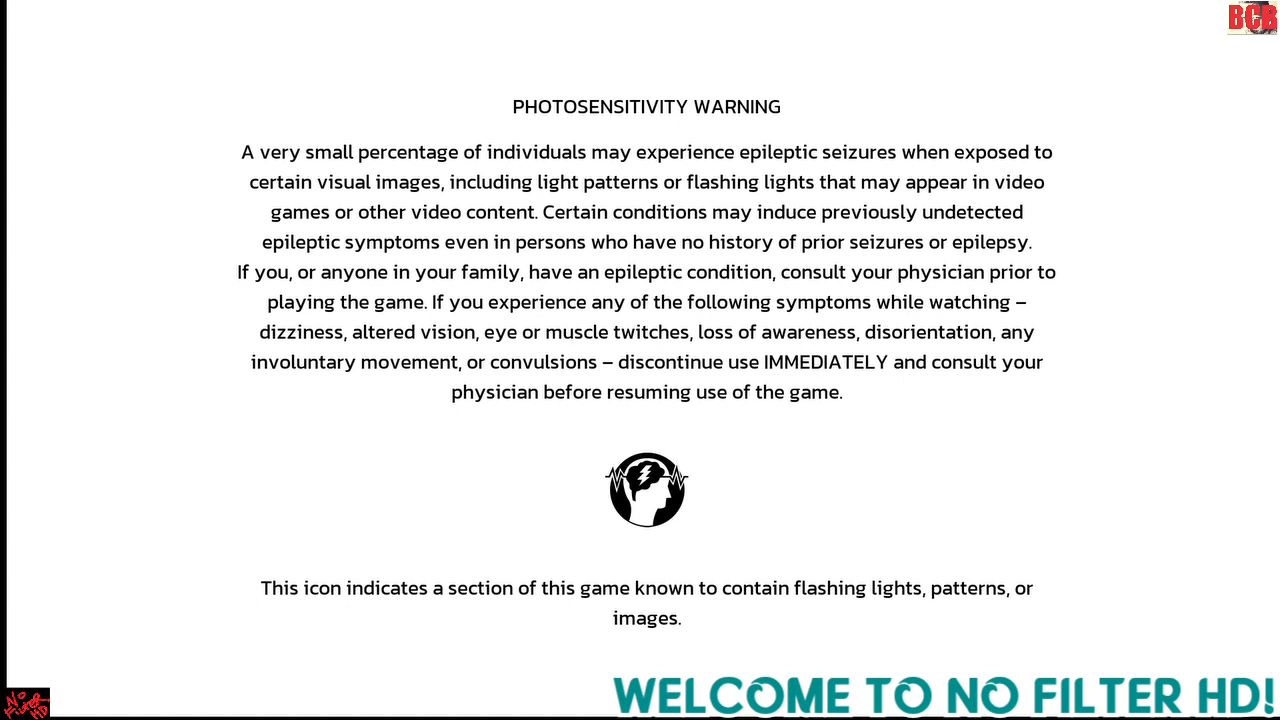 BCB
PHOTOSENSITIVITY WARNING
A very small percentage of individuals may experience epileptic seizures when exposed to
certain visual images, including light patterns or flashing lights that may appear in video
games or other video content. Certain conditions may induce previously undetected
epileptic symptoms even in persons who have no history of prior seizures or epilepsy.
If you, or anyone in your family, have an epileptic condition, consult your physician prior to
playing the game. If you experience any of the following symptoms while watching –
dizziness, altered vision, eye or muscle twitches, loss of awareness, disorientation, any
involuntary movement, or convulsions – discontinue use IMMEDIATELY and consult your
physician before resuming use of the game.
This icon indicates a section of this game known to contain flashing lights, patterns, or
images.
WELCOME TO NO FILTER HD!
NO
FILTER
HD